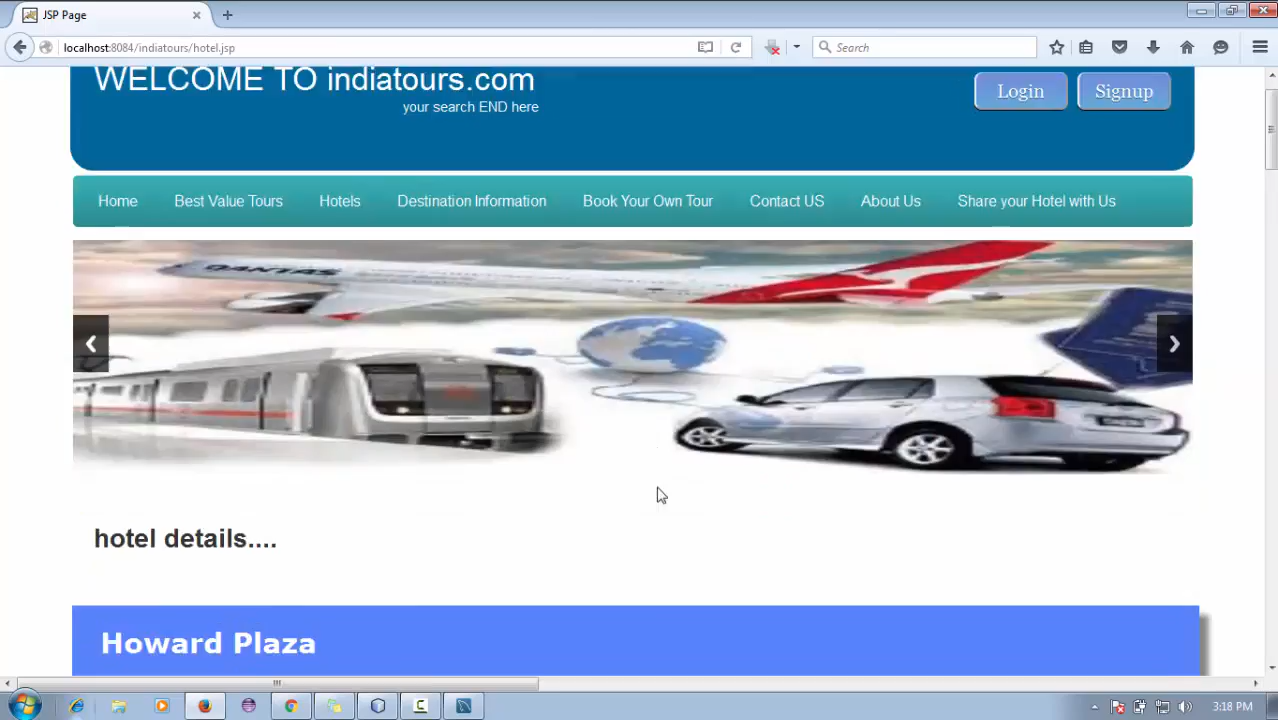 JSP Page
localhost:8084/indiatours/hotel.jsp
Search
WELCOME TO indiatours.com
your search END here
Login
Signup
Home
Best Value Tours
Hotels
Destination Information
Book Your Own Tour
Contact US
About Us
Share your Hotel with Us
QANTAS
hotel details....
Howard Plaza
3:18 PM